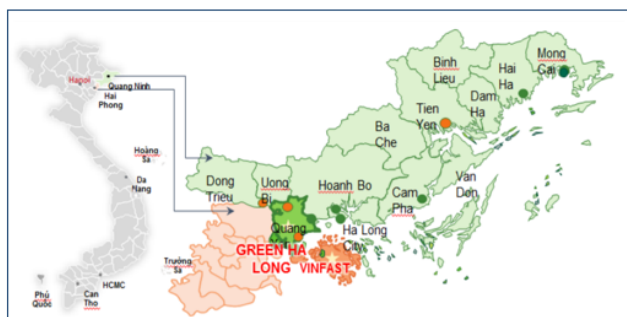 Hanoi
Quang Ninh
Hai
Phong
Hoàng
Sa
Da
Nang
Trường
Sa
Phú
Quốc
Can
Tho
HCMC
Binh
Lieu
Hai
Ha
Mong
Cai
Dam
Ha
Tien
Yen
Ba
Che
Dong
Trieu
Uong
Bi
Hoanh Bo
Cam
Pha
Van
Don
Quang
Ha Long
City
GREEN HA
LONG VINFAST